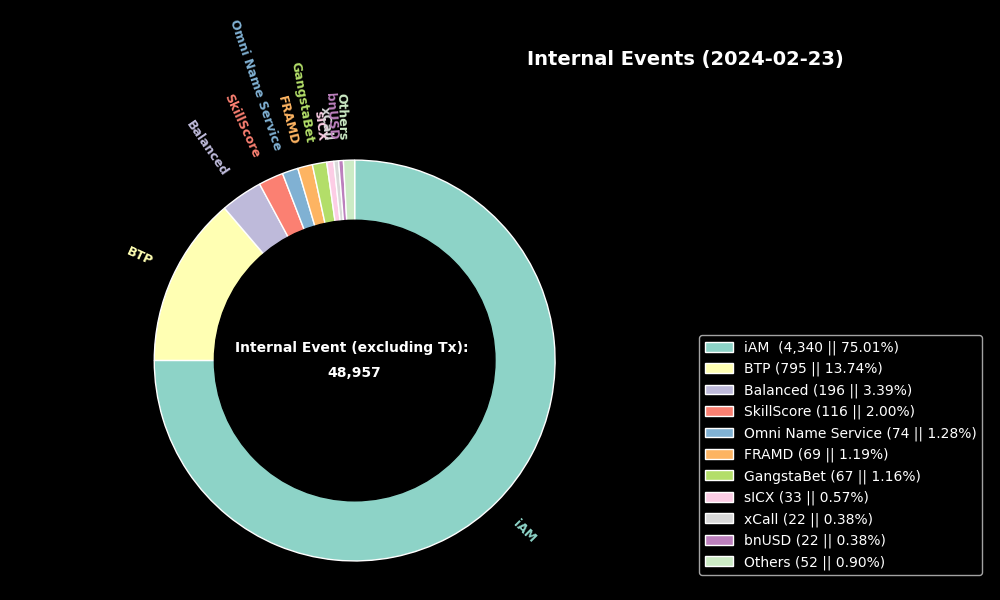 Internal Events (2024-02-23)
Omni Name Service
GangstaBet
SkillScore
FRAMD
sICX
xCall
bnUSD
Others
Balanced
BTP
iAM
Internal Event (excluding Tx):
48,957
iAM  (4,340 || 75.01%)
BTP (795 || 13.74%)
Balanced (196 || 3.39%)
SkillScore (116 || 2.00%)
Omni Name Service (74 || 1.28%)
FRAMD (69 || 1.19%)
GangstaBet (67 || 1.16%)
sICX (33 || 0.57%)
xCall (22 || 0.38%)
bnUSD (22 || 0.38%)
Others (52 || 0.90%)